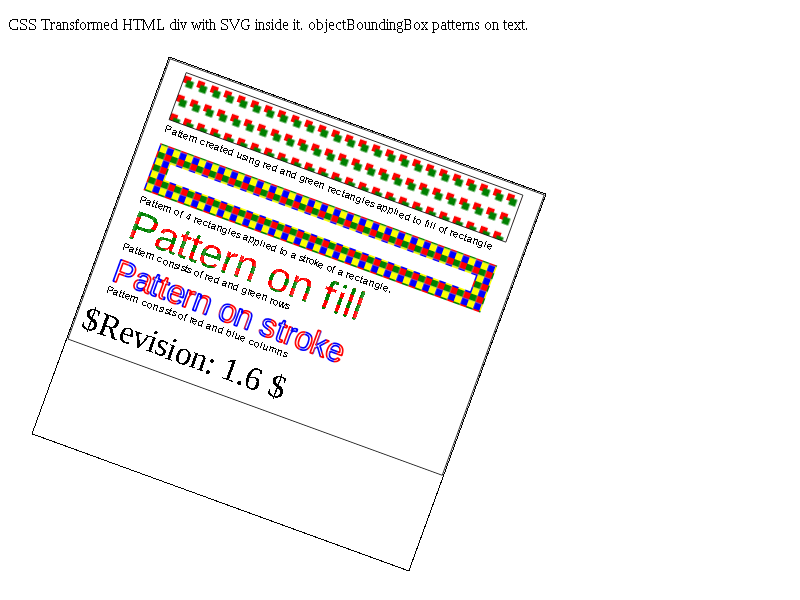 CSS Transformed HTML div with SVG inside it. objectBoundingBox patterns on text.
Pattern created using red and green rectangles applied to fill of rectangle
Pattern of 4 rectangles applied to a stroke of a rectangle.
Pattern on fill
Pattern consists of red and green rows
Pattern on stroke
Pattern consists of red and blue columns
$Revision: 1.6 $